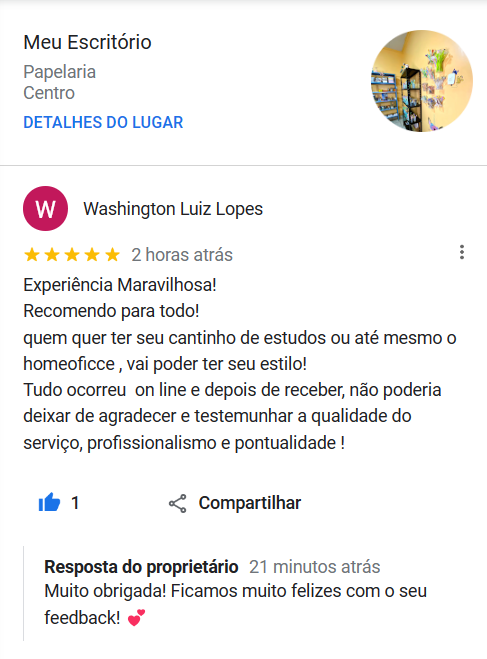 Meu Escritório
Papelaria
Centro
DETALHES DO LUGAR
W
Washington Luiz Lopes
2 horas atrás
Experiência Maravilhosa!
Recomendo para todo!
quem quer ter seu cantinho de estudos ou até mesmo o
homeoficce , vai poder ter seu estilo!
Tudo ocorreu  on line e depois de receber, não poderia
deixar de agradecer e testemunhar a qualidade do
serviço, profissionalismo e pontualidade !
1
Compartilhar
Resposta do proprietário 21 minutos atrás
Muito obrigada! Ficamos muito felizes com o seu
feedback! 💕